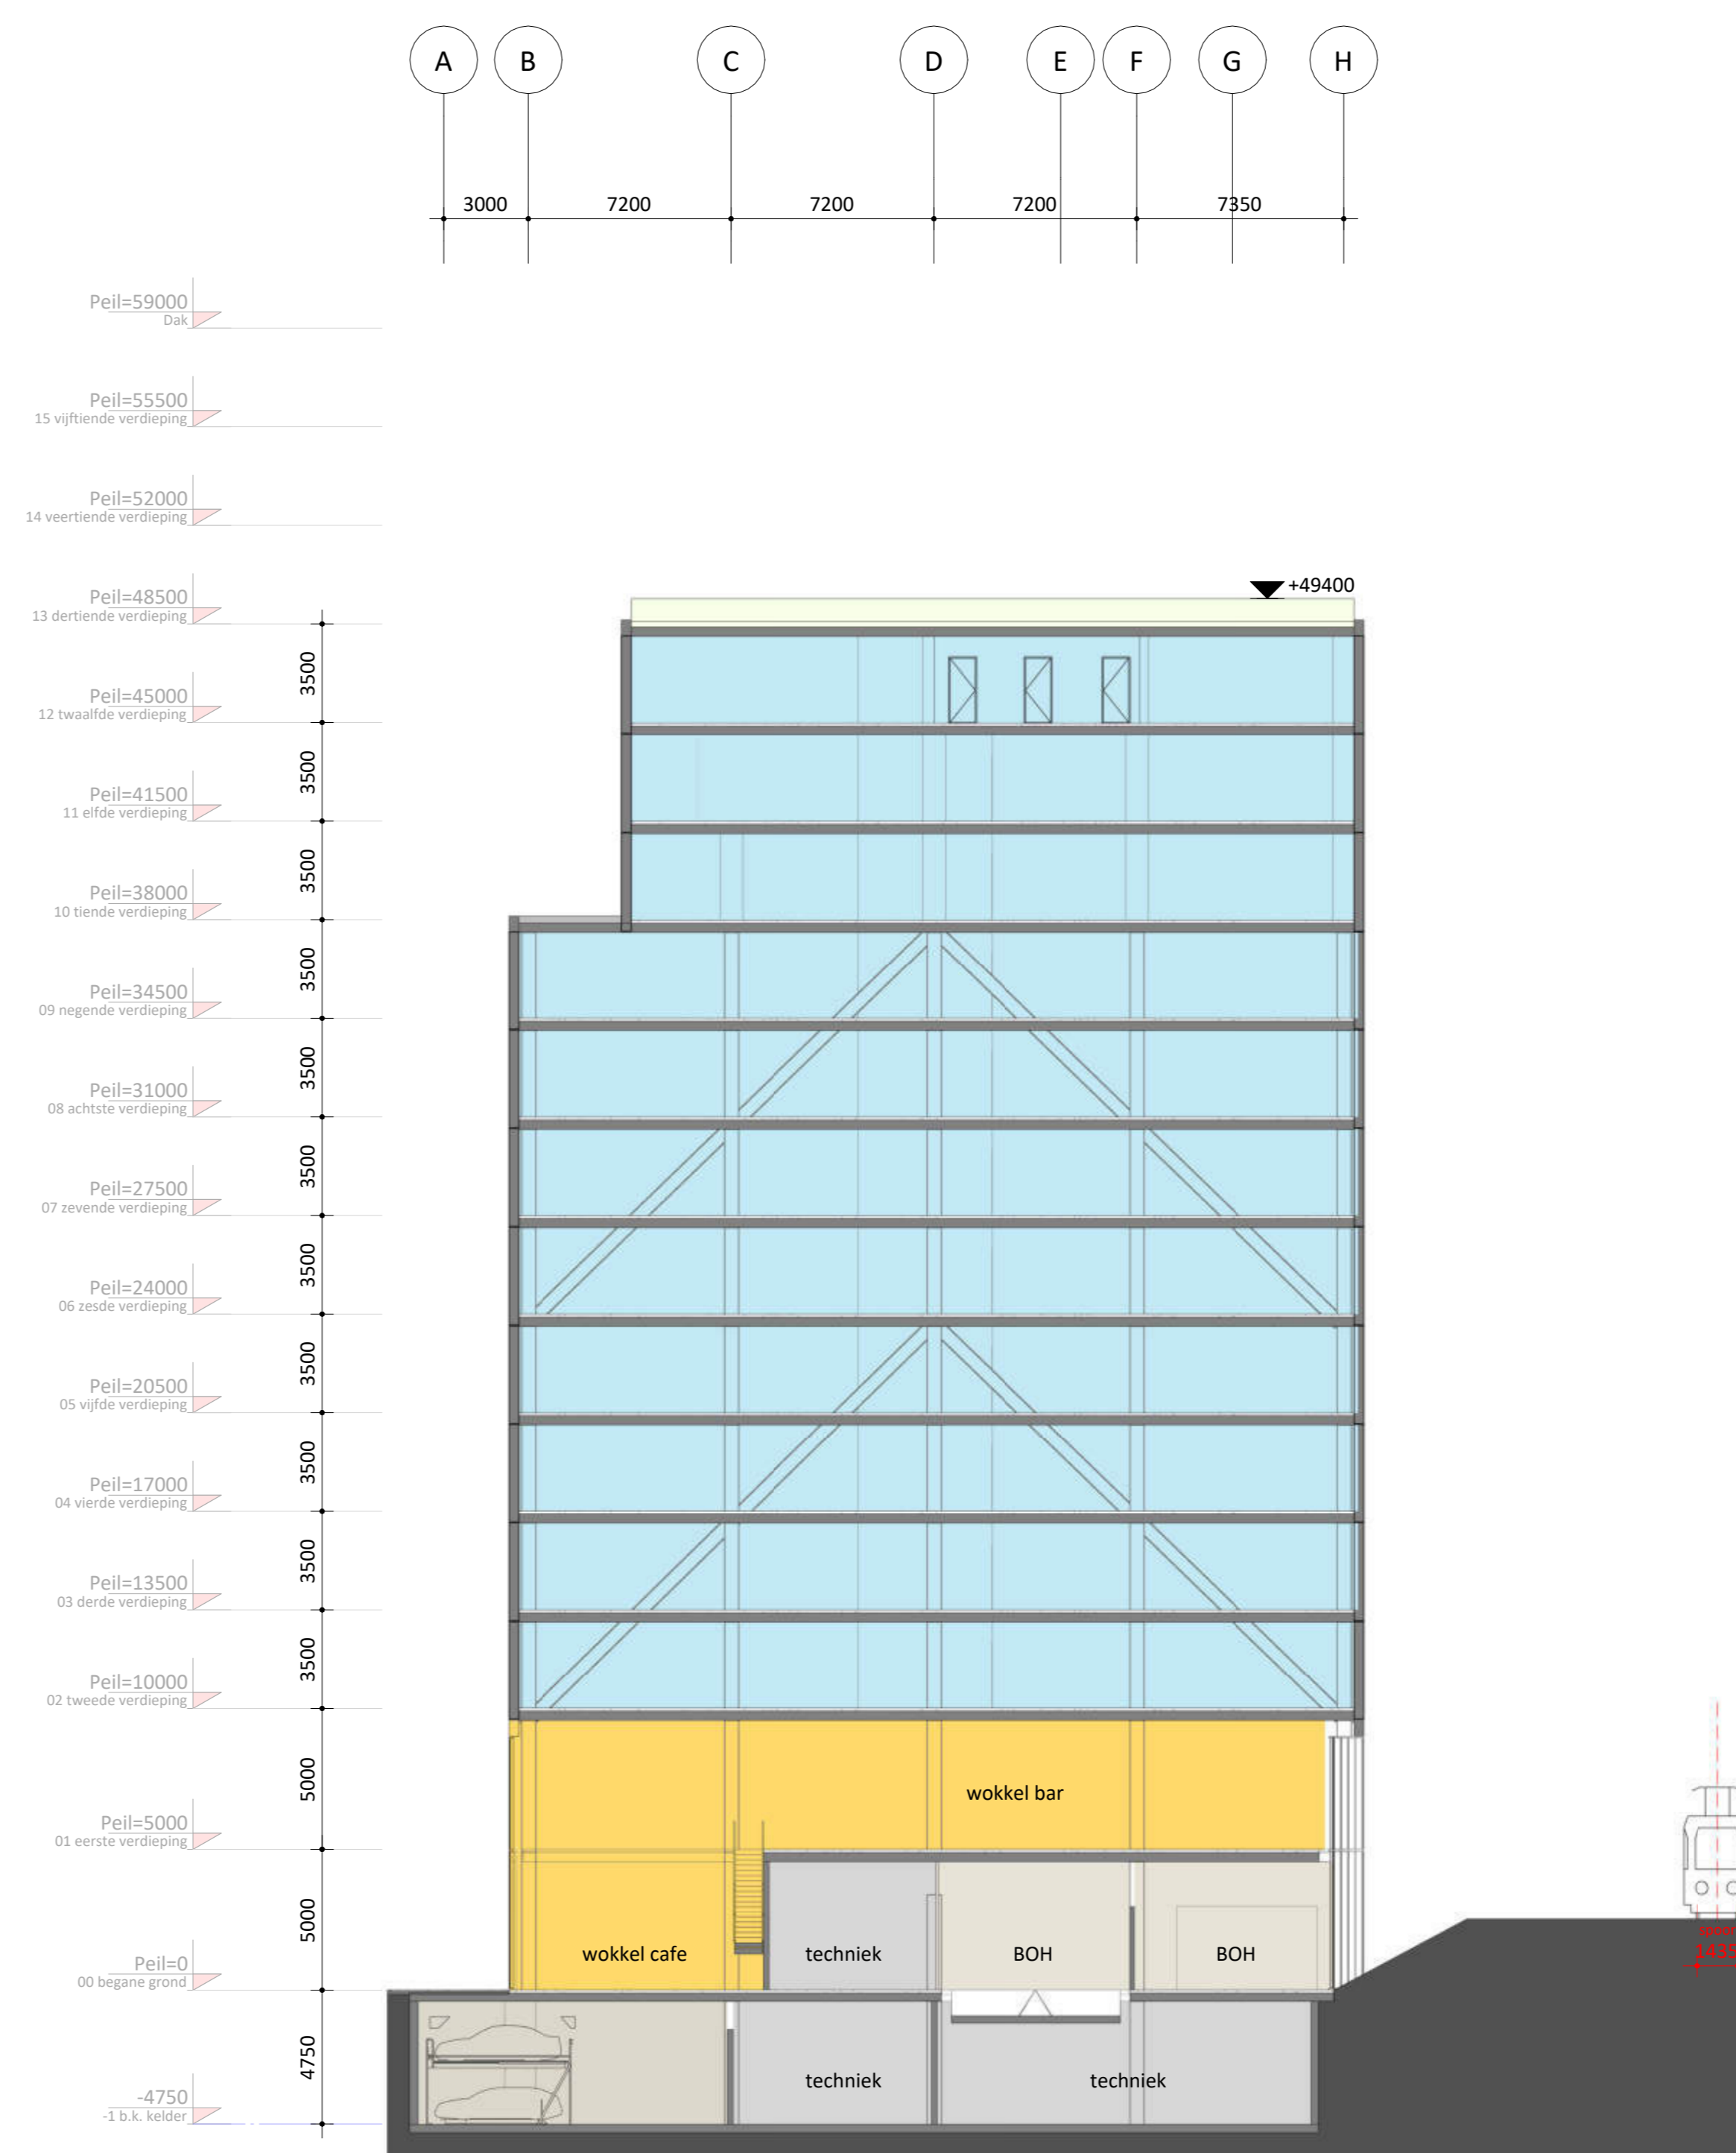 A B C D E F G H
3000 7200 7200 7200 7350
Peil=59000
Dak
Peil=55500
15 vijftiende verdieping
Peil=52000
14 veertiende verdieping
+49400
Peil=48500
13 dertiende verdieping
3500
Peil=45000
12 twaalfde verdieping
3500
Peil=41500
11 elfde verdieping
3500
Peil=38000
10 tiende verdieping
3500
Peil=34500
09 negende verdieping
3500
Peil=31000
08 achtste verdieping
3500
Peil=27500
07 zevende verdieping
3500
Peil=24000
06 zesde verdieping
3500
Peil=20500
05 vijfde verdieping
3500
Peil=17000
04 vierde verdieping
3500
Peil=13500
03 derde verdieping
3500
Peil=10000
02 tweede verdieping
5000
wokkel bar
Peil=5000
01 eerste verdieping
5000
wokkel cafe techniek BOH BOH
spoor
1435
Peil=0
00 begane grond
4750
techniek techniek
-4750
-1 b.k. kelder